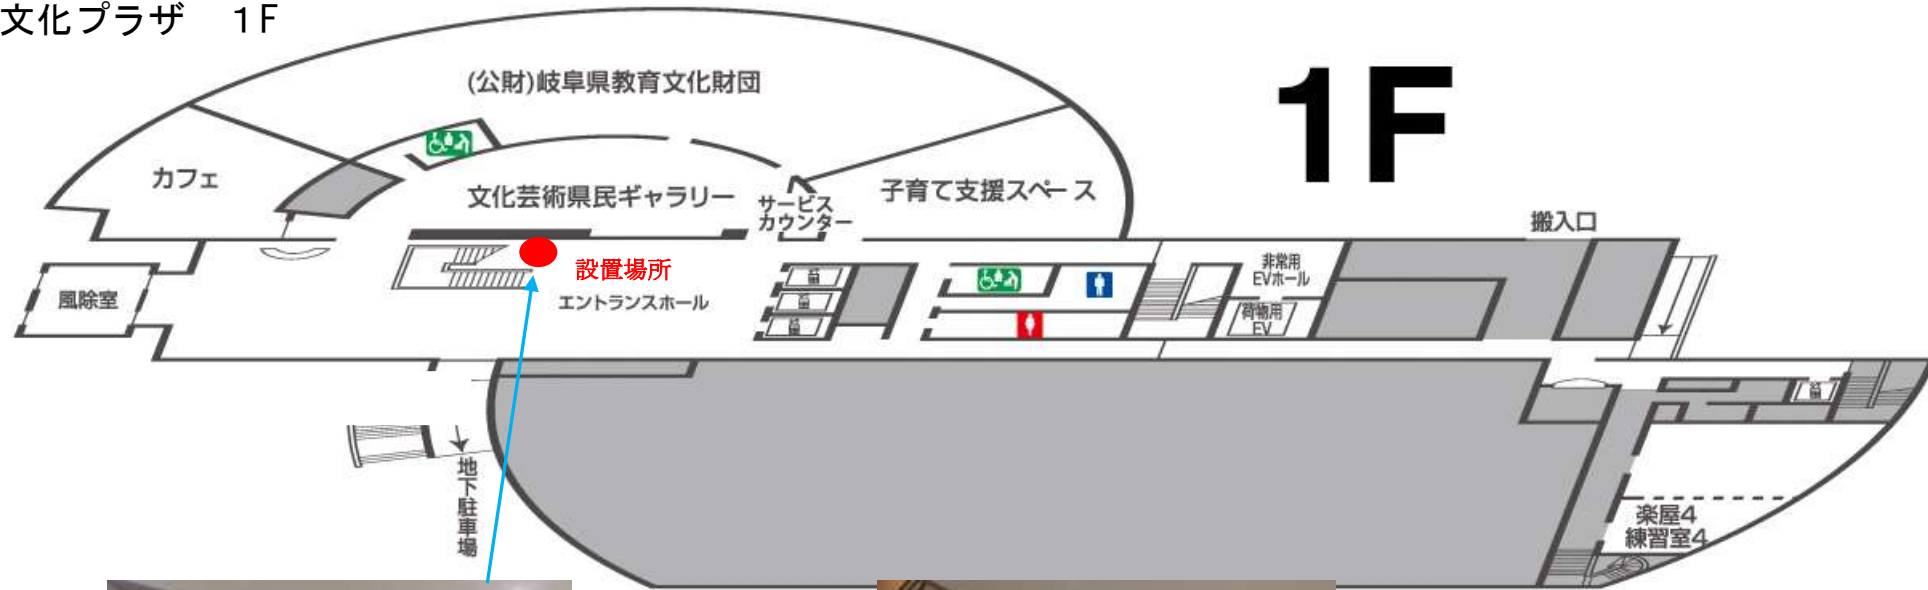 文化プラザ　1F
1F
(公財)岐阜県教育文化財団
カフェ
文化芸術県民ギャラリー
サービス
カウンター
子育て支援スペース
搬入口
風除室
設置場所
エントランスホール
非常用
EVホール
荷物用
EV
地下駐車場
楽屋4
練習室4